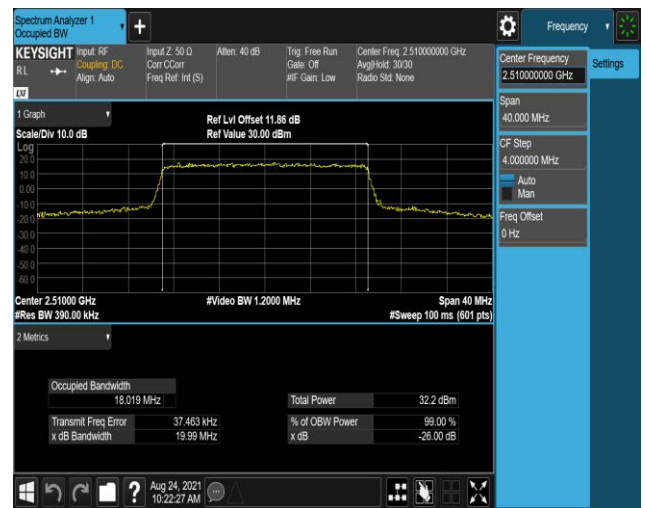 Spectrum Analyzer 1
Occupied BW
+
Frequency
KEYSIGHT
RL
LXI
Input: RF
Coupling: DC
Align: Auto
Input Z: 50 Ω
Corr CCorr
Freq Ref: Int (S)
Atten: 40 dB
Trig: Free Run
Gate: Off
#IF Gain: Low
Center Freq: 2.510000000 GHz
Avg|Hold: 30/30
Radio Std: None
Center Frequency
2.510000000 GHz
Settings
Span
40.000 MHz
CF Step
4.000000 MHz
Auto
Man
Freq Offset
0 Hz
1 Graph
Scale/Div 10.0 dB
Ref Lvl Offset 11.86 dB
Ref Value 30.00 dBm
Log
20.0
10.0
0.00
-10.0
-20.0
-30.0
-40.0
-50.0
-60.0
Center 2.51000 GHz
#Video BW 1.2000 MHz
Span 40 MHz
#Res BW 390.00 kHz
#Sweep 100 ms (601 pts)
2 Metrics
Occupied Bandwidth
18.019 MHz
Total Power 32.2 dBm
Transmit Freq Error 37.463 kHz
% of OBW Power 99.00 %
x dB Bandwidth 19.99 MHz
x dB -26.00 dB
?
Aug 24, 2021
10:22:27 AM